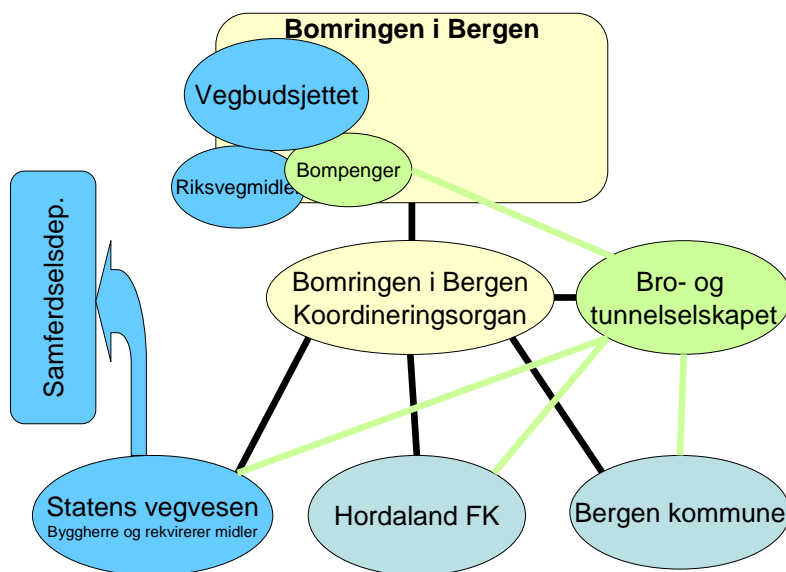 Bomringen i Bergen
Vegbudsjettet
Riksvegmidler
Bompenger
Samferdselsdep.
Bomringen i Bergen
Koordineringsorgan
Bro- og
tunnelselskapet
Statens vegvesen
Byggherre og rekvirerer midler
Hordaland FK
Bergen kommune